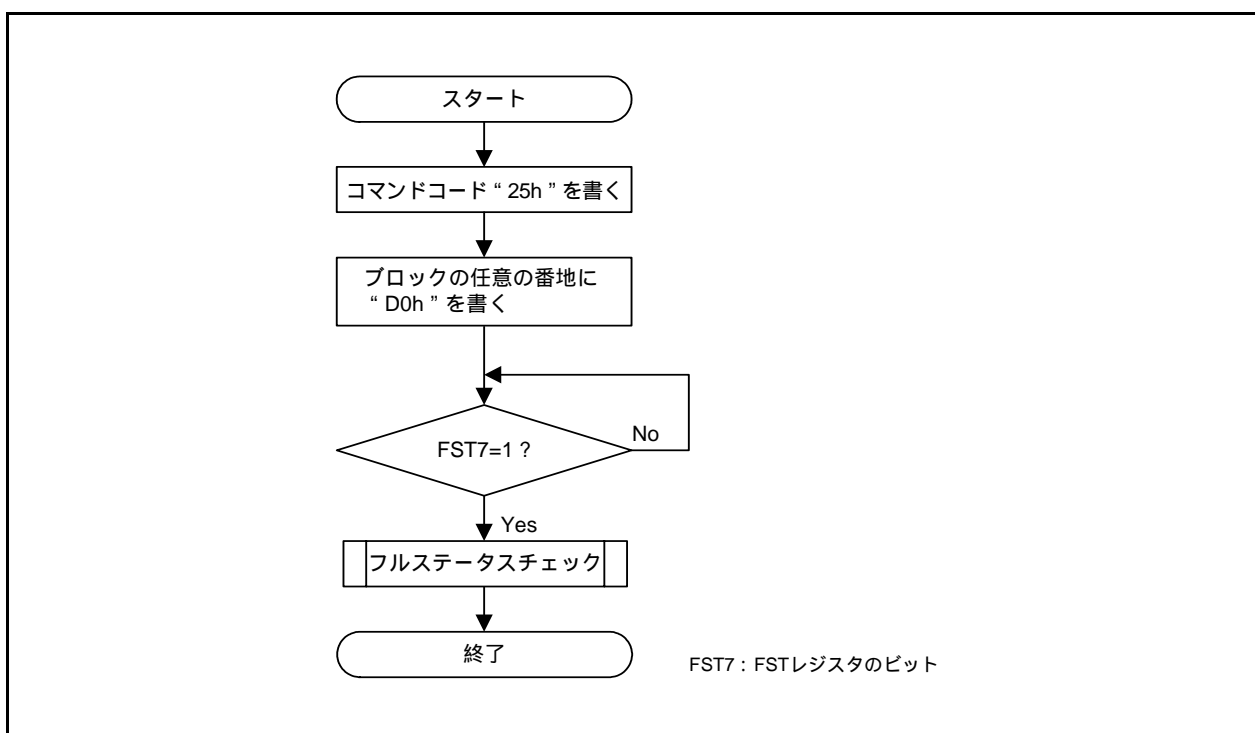 スタート
コマンドコード“ 25h ”を書く
ブロックの任意の番地に
“ D0h ”を書く
FST7=1 ?
No
Yes
フルステータスチェック
終了
FST7 : FSTレジスタのビット